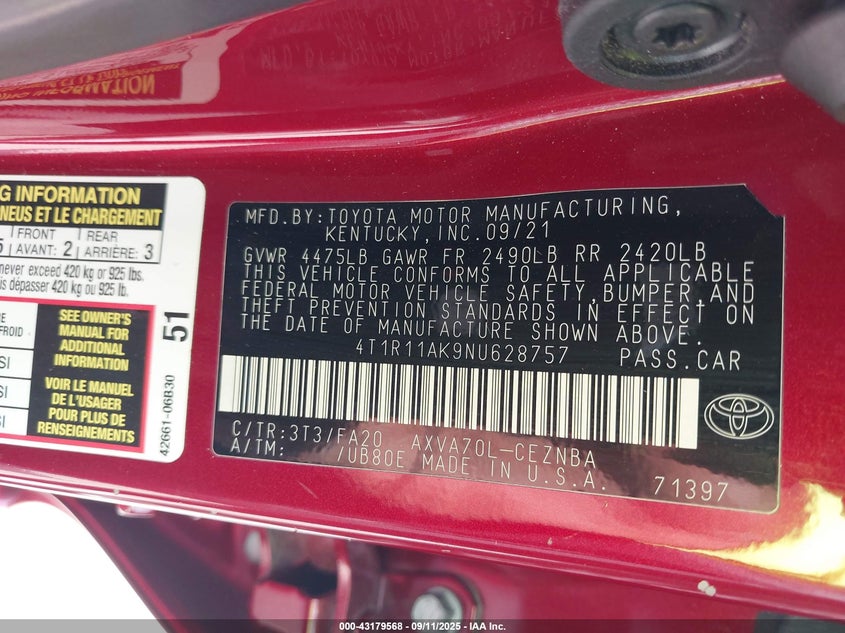 G INFORMATION
NEUS ET LE CHARGEMENT
FRONT
AVANT: 2
REAR
ARRIÈRE: 3
never exceed 420 kg or 925 lbs.
dépasser 420 kg ou 925 lb.
SEE OWNER'S
MANUAL FOR
ADDITIONAL
INFORMATION
VOIR LE MANUEL
DE L'USAGER
POUR PLUS DE
RENSEIGNEMENTS
51
42661-06B30
MFD.BY:TOYOTA MOTOR MANUFACTURING,
KENTUCKY,INC.09/21
GVWR 4475LB GAWR FR 2490LB RR 2420LB
THIS VEHICLE CONFORMS TO ALL APPLICABLE
FEDERAL MOTOR VEHICLE SAFETY,BUMPER,AND
THEFT PREVENTION STANDARDS IN EFFECT ON
THE DATE OF MANUFACTURE SHOWN ABOVE.
4T1R11AK9NU628757 PASS.CAR
C/TR:3T3/FA20 AXVA70L-CEZNBA
A/TM: /UB80E MADE IN U.S.A. 71397
000-43179568 - 09/11/2025 - IAA Inc.